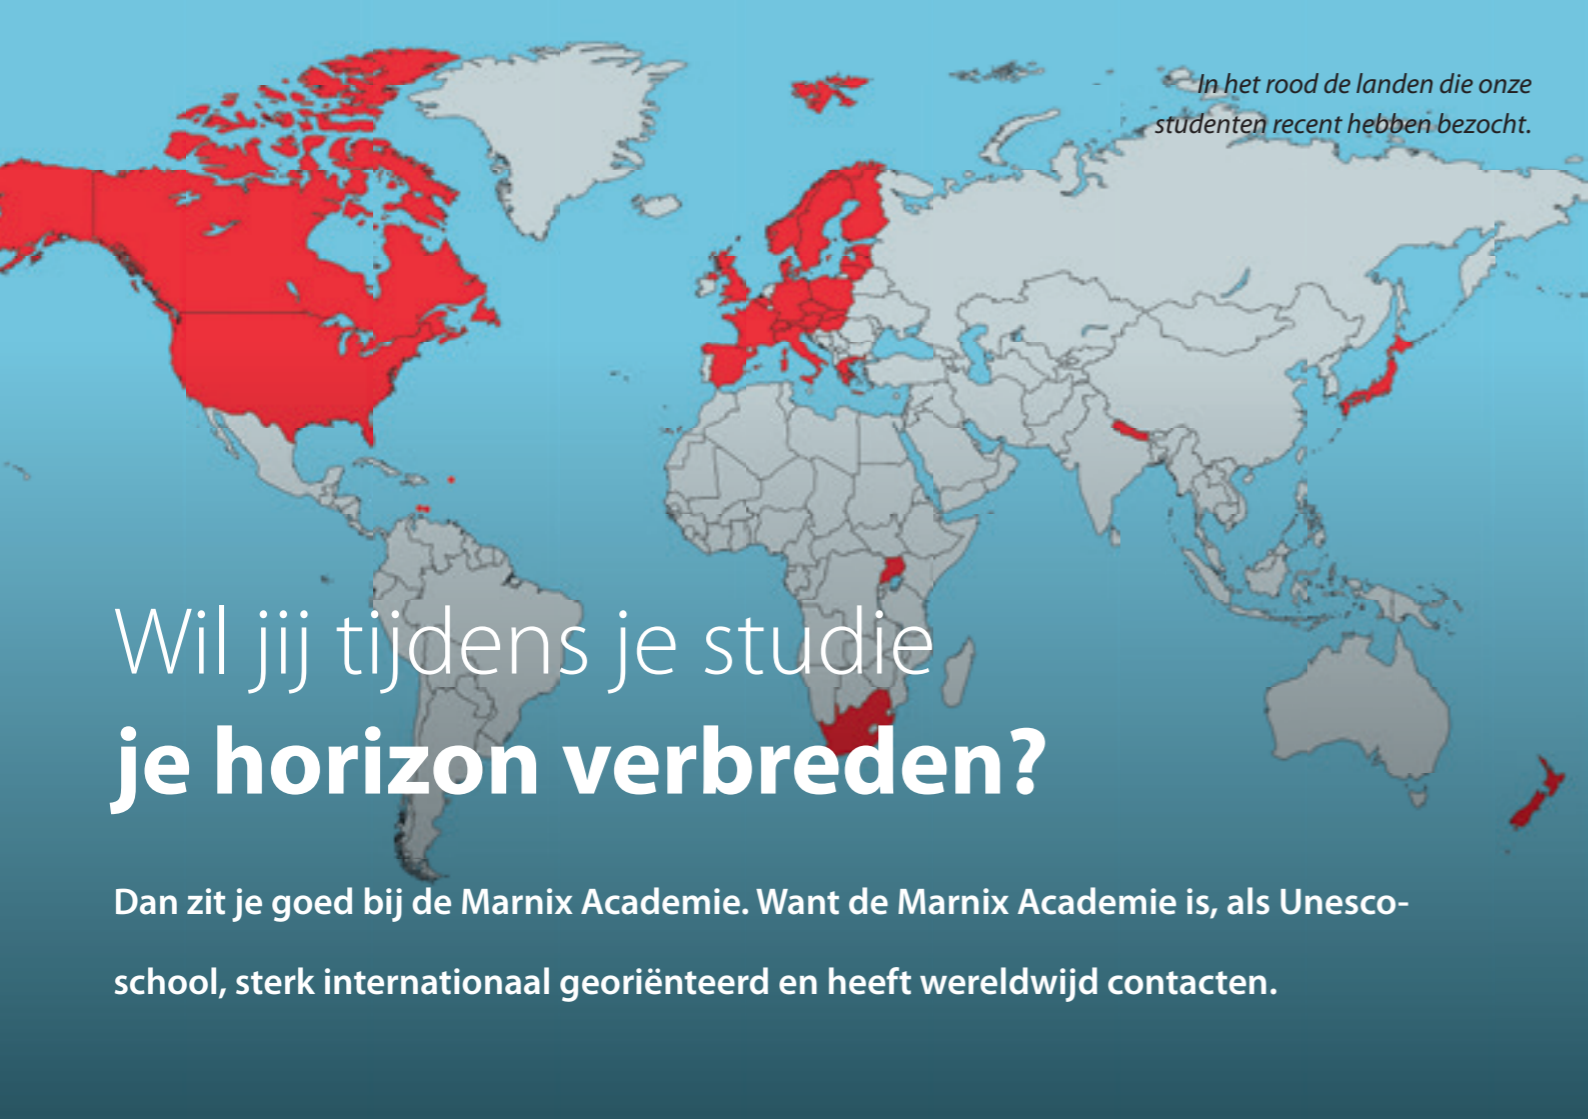 In het rood de landen die onze
studenten recent hebben bezocht.
Wil jij tijdens je studie
je horizon verbreden?
Dan zit je goed bij de Marnix Academie. Want de Marnix Academie is, als Unesco-
school, sterk internationaal georiënteerd en heeft wereldwijd contacten.